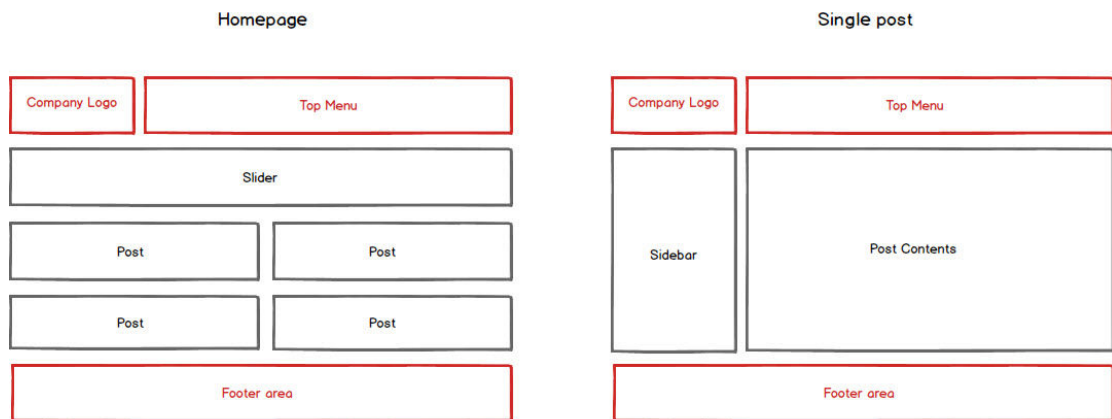 Homepage
Single post
Company Logo
Top Menu
Company Logo
Top Menu
Slider
Post
Post
Sidebar
Post Contents
Post
Post
Footer area
Footer area